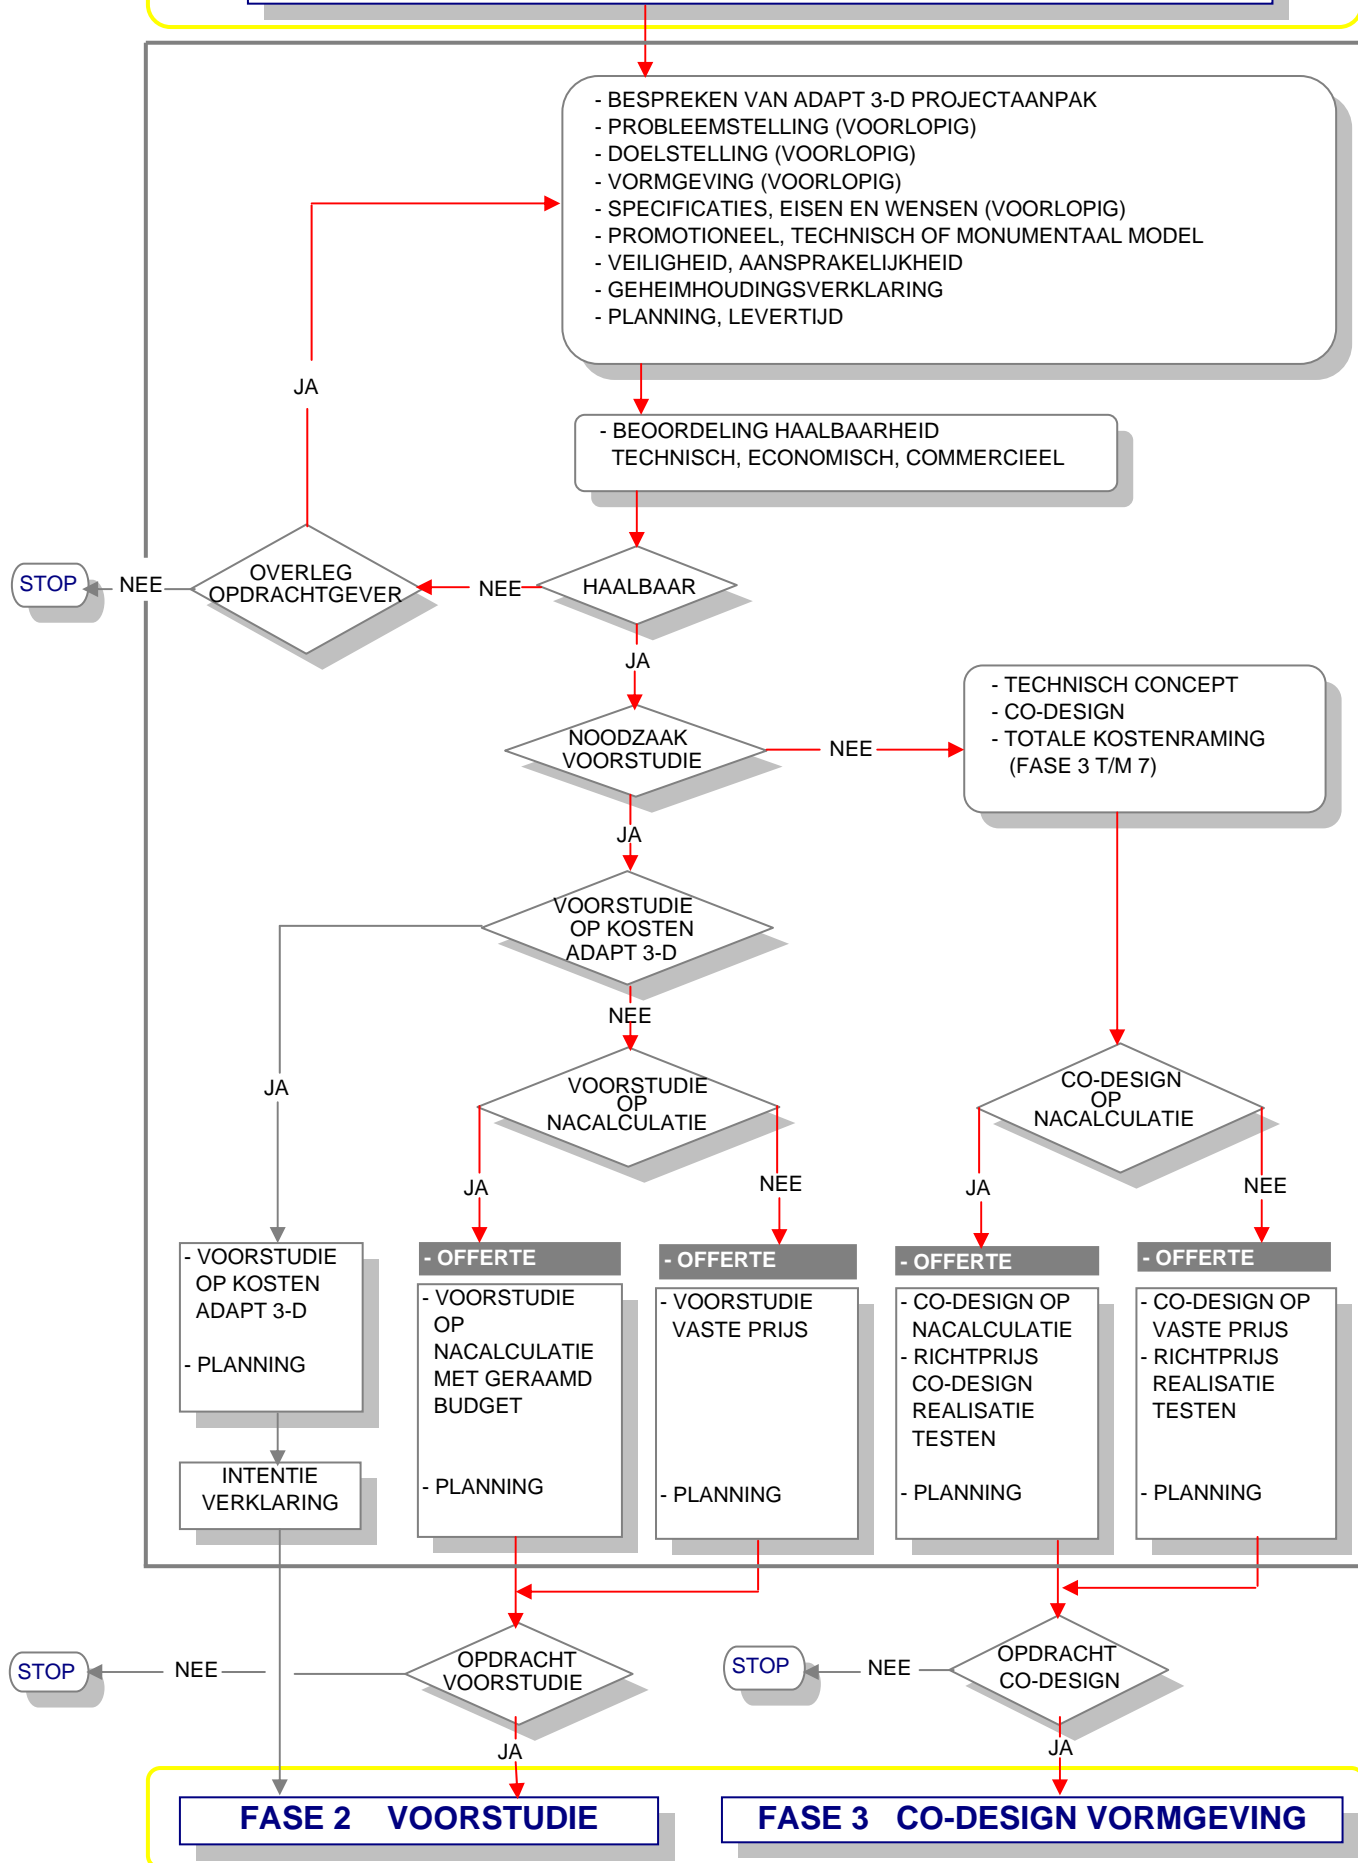 - BESPREKEN VAN ADAPT 3-D PROJECTAANPAK
- PROBLEEMSTELLING (VOORLOPIG)
- DOELSTELLING (VOORLOPIG)
- VORMGEVING (VOORLOPIG)
- SPECIFICATIES, EISEN EN WENSEN (VOORLOPIG)
- PROMOTIONEEL, TECHNISCH OF MONUMENTAAL MODEL
- VEILIGHEID, AANSPRAKELIJKHEID
- GEHEIMHOUDINGSVERKLARING
- PLANNING, LEVERTIJD
JA
- BEOORDELING HAALBAARHEID
TECHNISCH, ECONOMISCH, COMMERCIEEL
STOP
NEE
OVERLEG
OPDRACHTGEVER
NEE
HAALBAAR
JA
NOODZAAK
VOORSTUDIE
NEE
- TECHNISCH CONCEPT
- CO-DESIGN
- TOTALE KOSTENRAMING
(FASE 3 T/M 7)
JA
VOORSTUDIE
OP KOSTEN
ADAPT 3-D
NEE
JA
VOORSTUDIE
OP
NACALCULATIE
CO-DESIGN
OP
NACALCULATIE
JA
NEE
JA
NEE
- VOORSTUDIE
OP KOSTEN
ADAPT 3-D
- PLANNING
INTENTIE
VERKLARING
- OFFERTE
- VOORSTUDIE
OP
NACALCULATIE
MET GERAAMD
BUDGET
- PLANNING
- OFFERTE
- VOORSTUDIE
VASTE PRIJS
- PLANNING
- OFFERTE
- CO-DESIGN OP
NACALCULATIE
- RICHTPRIJS
CO-DESIGN
REALISATIE
TESTEN
- PLANNING
- OFFERTE
- CO-DESIGN OP
VASTE PRIJS
- RICHTPRIJS
REALISATIE
TESTEN
- PLANNING
STOP
NEE
OPDRACHT
VOORSTUDIE
JA
STOP
NEE
OPDRACHT
CO-DESIGN
JA
FASE 2 VOORSTUDIE
FASE 3 CO-DESIGN VORMGEVING